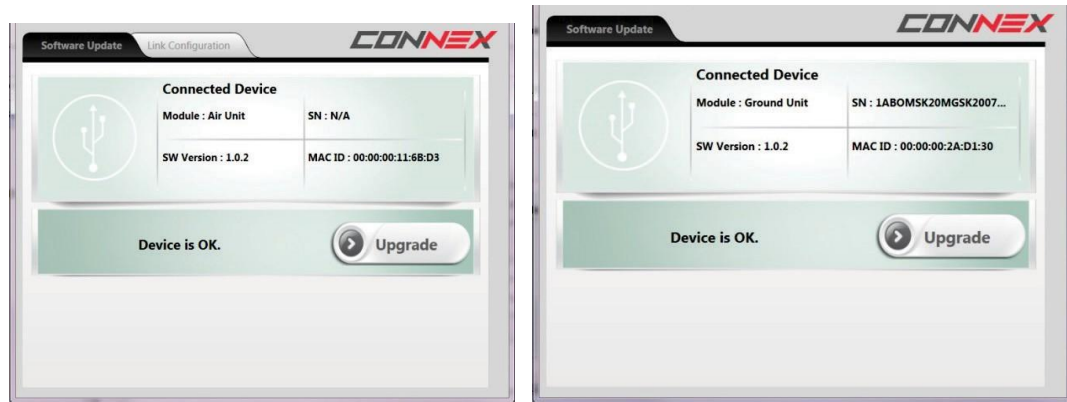 Software Update
Link Configuration
CONNEX
Connected Device
Module : Air Unit
SN : N/A
SW Version : 1.0.2
MAC ID : 00:00:00:11:6B:D3
Device is OK.
Upgrade
Software Update
CONNEX
Connected Device
Module : Ground Unit
SN : 1ABOMSK20MGSK2007...
SW Version : 1.0.2
MAC ID : 00:00:00:2A:D1:30
Device is OK.
Upgrade